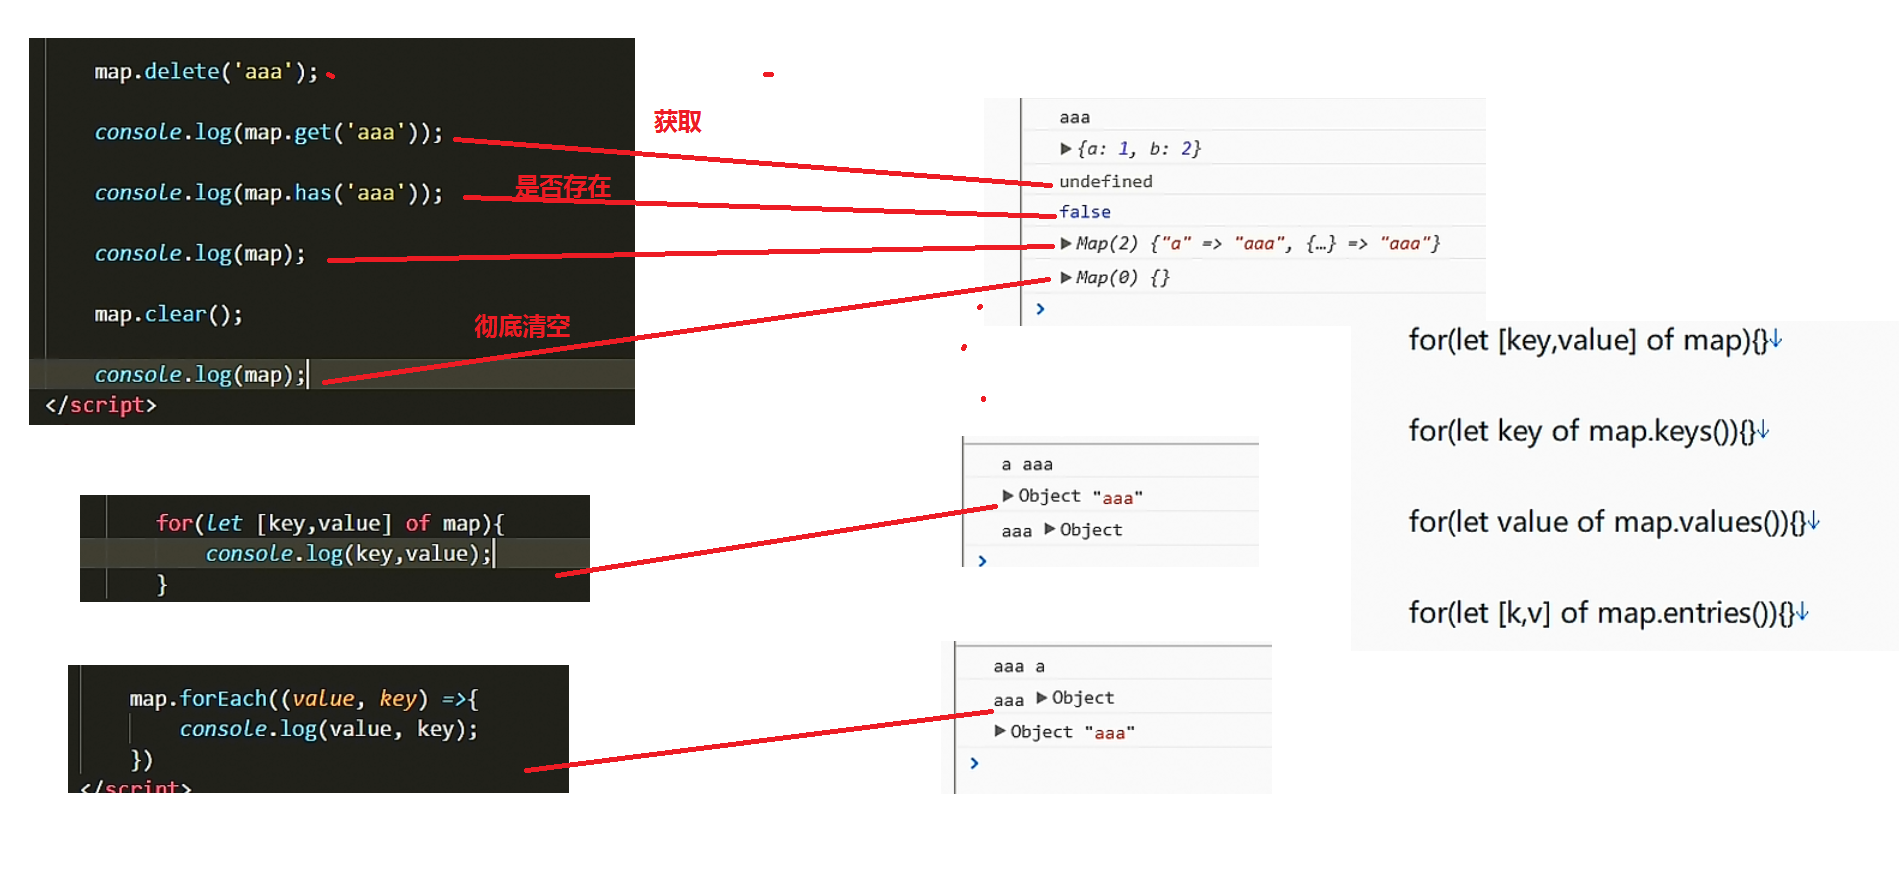 map.delete('aaa');
console.log(map.get('aaa'));
console.log(map.has('aaa'));
console.log(map);
map.clear();
console.log(map);
</script>
获取
是否存在
彻底清空
aaa
▶{a: 1, b: 2}
undefined
false
▶Map(2) {"a" => "aaa", {…} => "aaa"}
▶Map(0) {}
>
for(let [key,value] of map){}↓
for(let key of map.keys()){}↓
for(let value of map.values()){}↓
for(let [k,v] of map.entries()){}↓
for(let [key,value] of map){
console.log(key,value);
}
a aaa
▶Object "aaa"
aaa ▶Object
>
map.forEach((value, key) =>{
console.log(value, key);
})
</script>
aaa a
aaa ▶Object
▶Object "aaa"
>